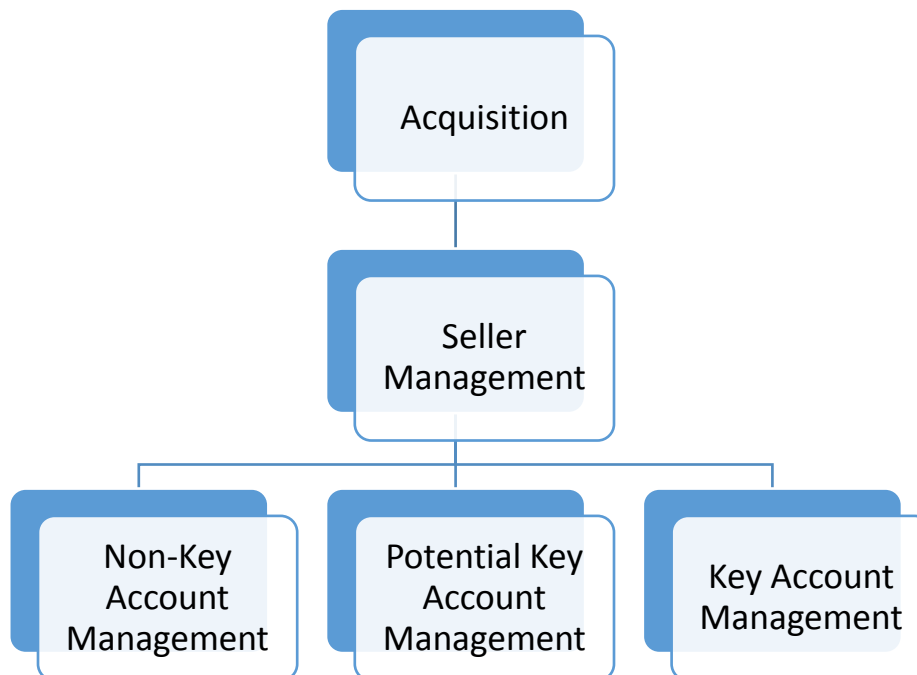 Acquisition
Seller
Management
Non-Key
Account
Management
Potential Key
Account
Management
Key Account
Management